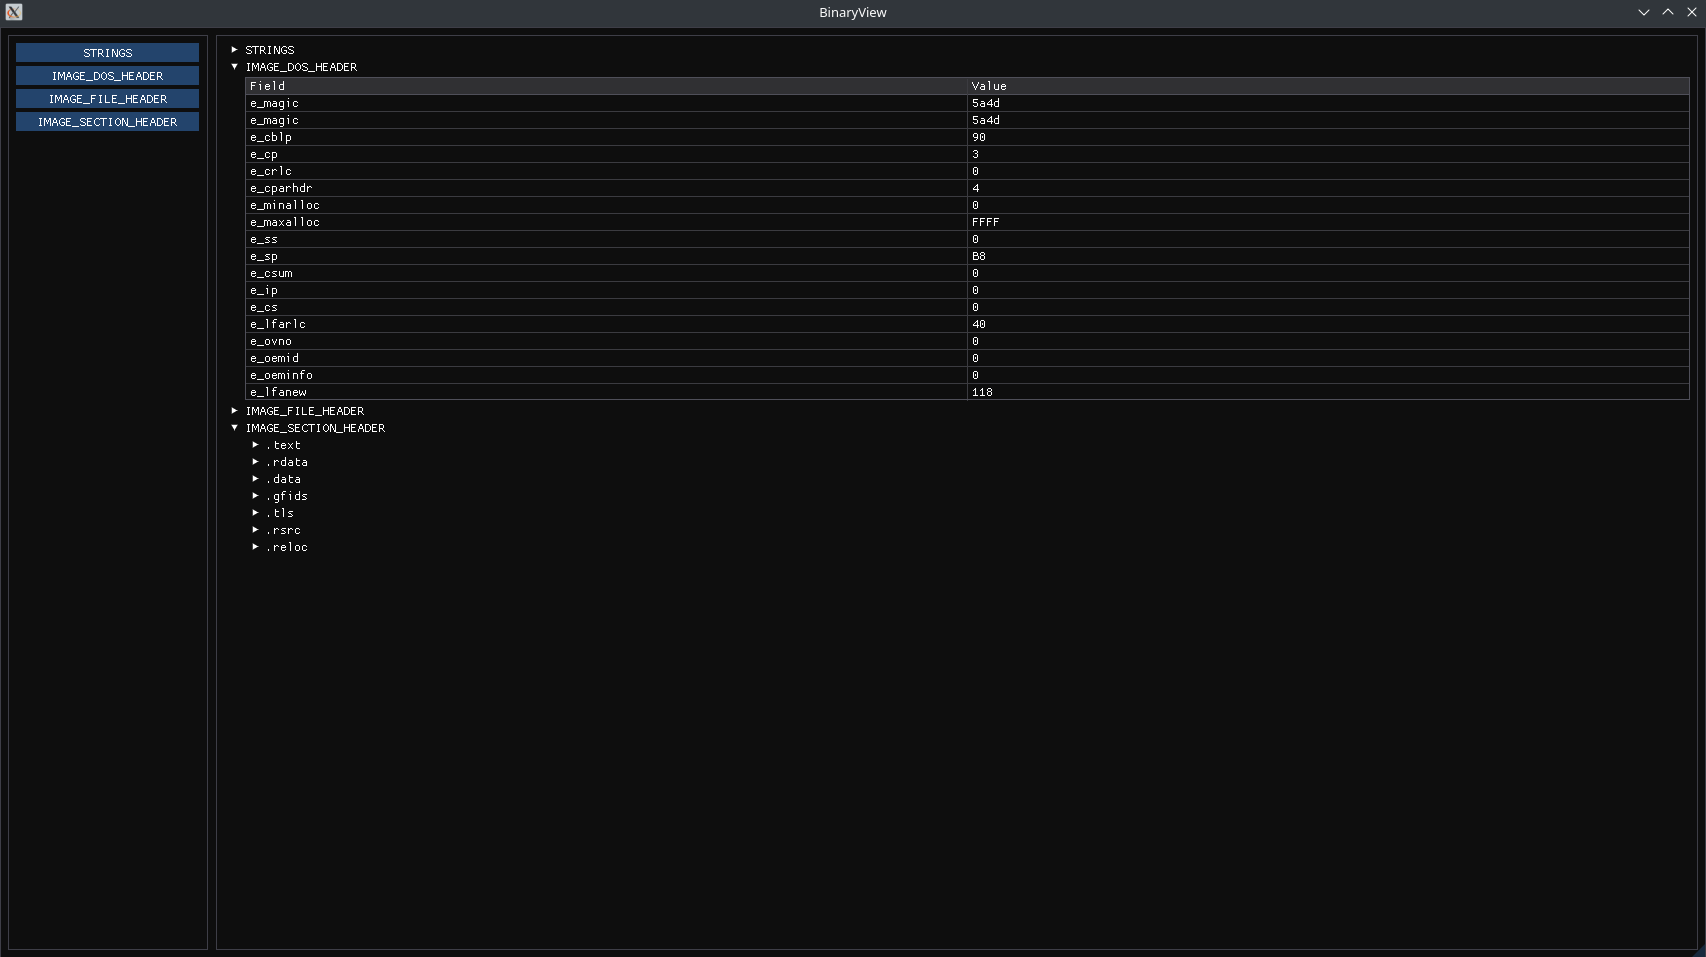 BinaryView
STRINGS
IMAGE_DOS_HEADER
IMAGE_FILE_HEADER
IMAGE_SECTION_HEADER
STRINGS
IMAGE_DOS_HEADER
Field Value
e_magic 5a4d
e_magic 5a4d
e_cblp 90
e_cp 3
e_crlc 0
e_cparhdr 4
e_minalloc 0
e_maxalloc FFFF
e_ss 0
e_sp B8
e_csum 0
e_ip 0
e_cs 0
e_lfarlc 40
e_ovno 0
e_oemid 0
e_oeminfo 0
e_lfanew 118
IMAGE_FILE_HEADER
IMAGE_SECTION_HEADER
.text
.rdata
.data
.gfids
.tls
.rsrc
.reloc